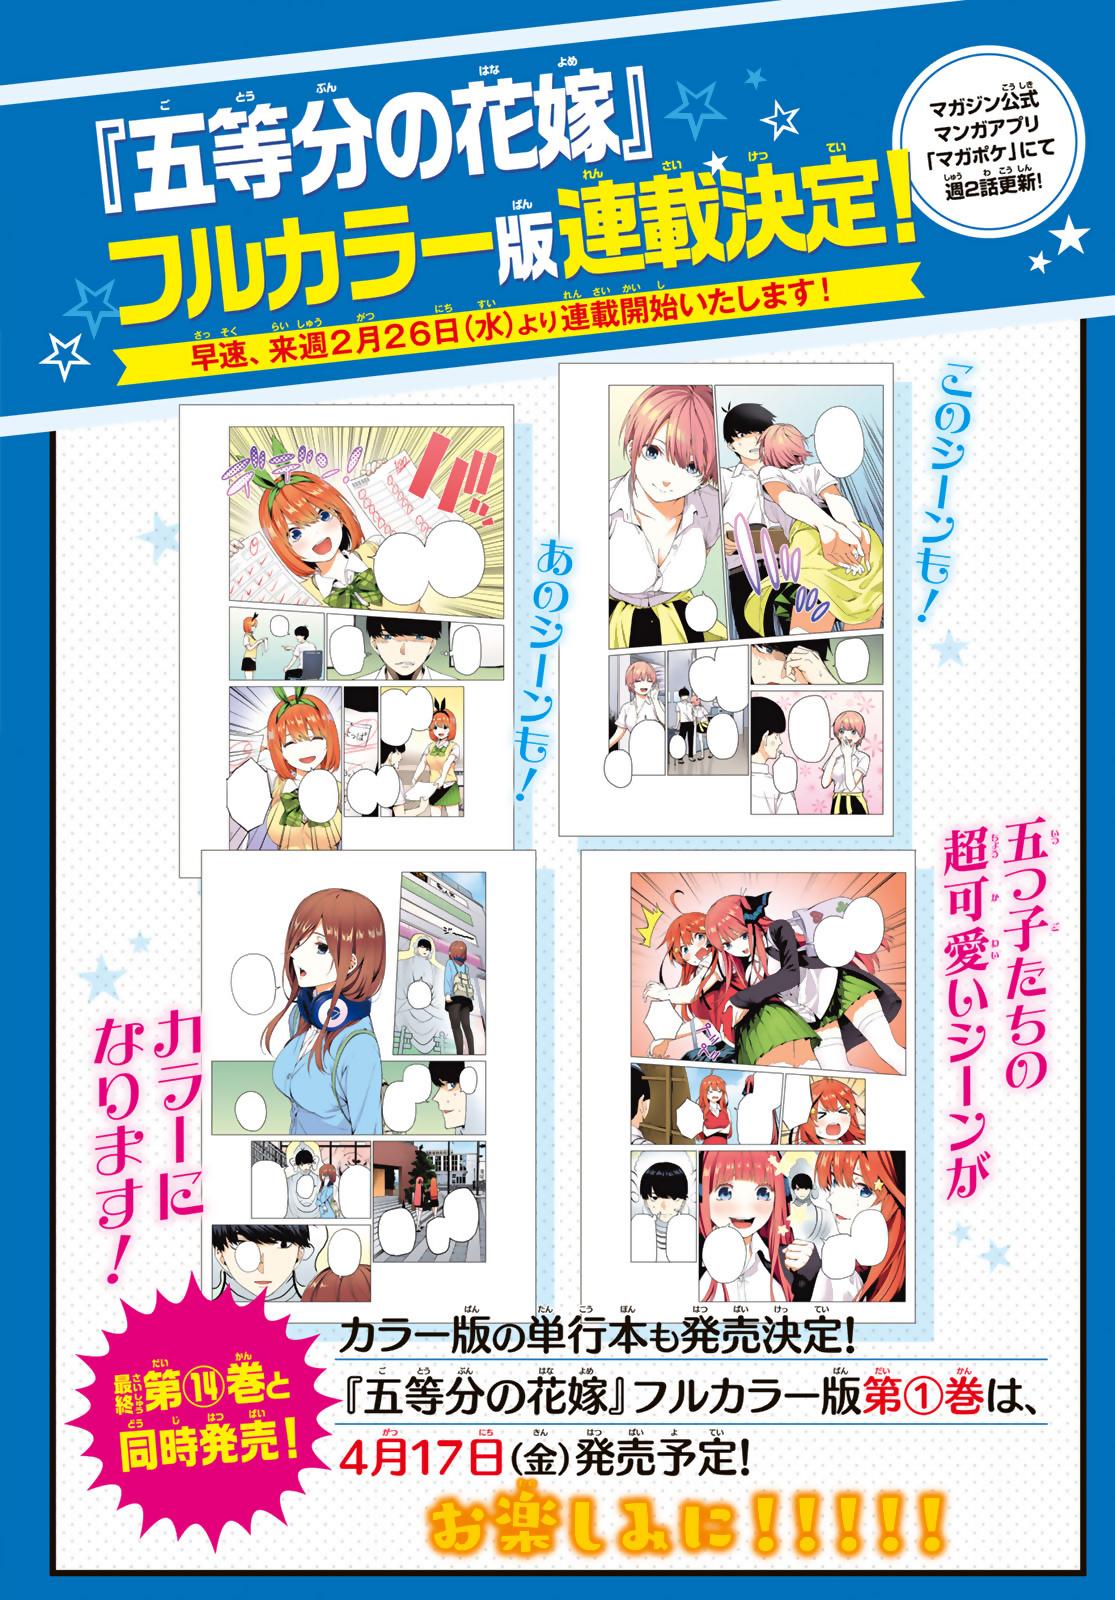 『五等分の花嫁』
フルカラー版連載決定!
早速、来週2月26日(水)より連載開始いたします!
マガジン公式
マンガアプリ
「マガポケ」にて
週2話更新!
このシーンも!
あのシーンも!
五つ子たちの
超可愛いシーンが
カラーに
なります!
カラー版の単行本も発売決定!
『五等分の花嫁』フルカラー版第①巻は、
4月17日(金)発売予定!
最終第⑭巻と
同時発売!
お楽しみに!!!!!